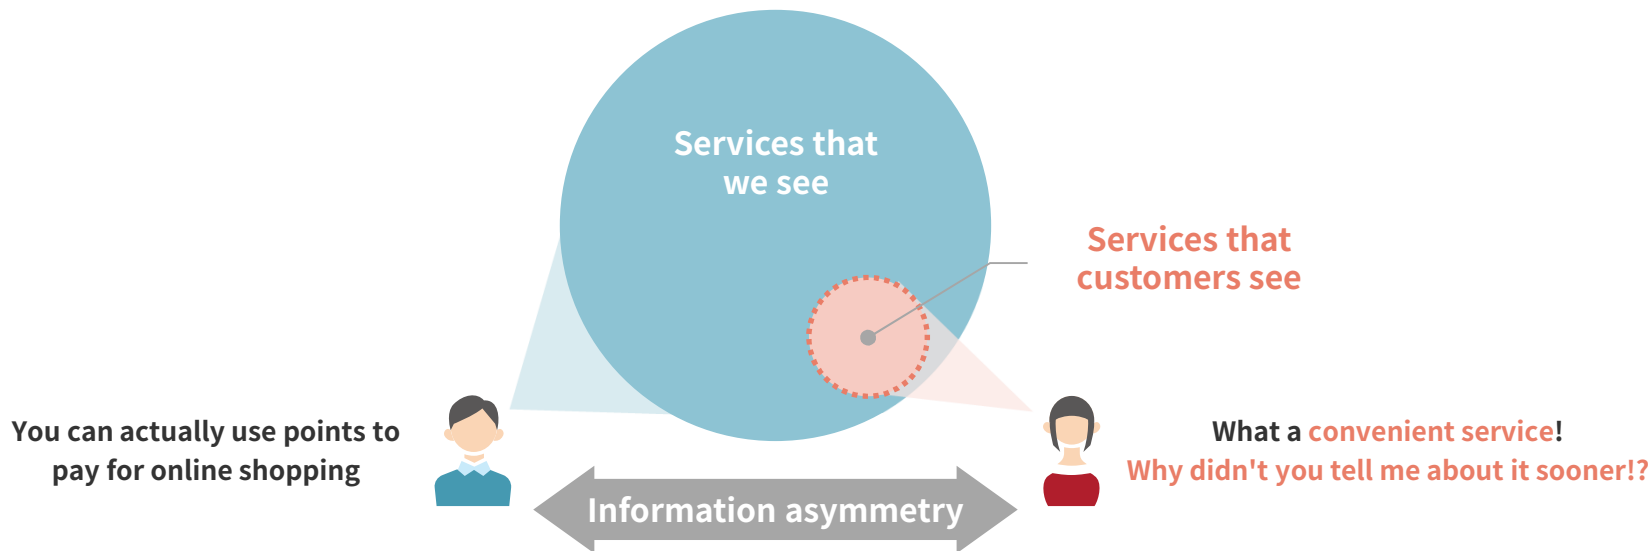 Services that
we see
Services that
customers see
You can actually use points to
pay for online shopping
What a convenient service!
Why didn't you tell me about it sooner!?
Information asymmetry